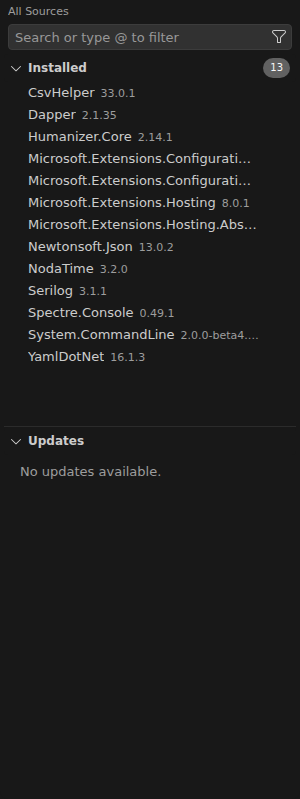 All Sources
Search or type @ to filter
Installed 13
CsvHelper 33.0.1
Dapper 2.1.35
Humanizer.Core 2.14.1
Microsoft.Extensions.Configurati...
Microsoft.Extensions.Configurati...
Microsoft.Extensions.Hosting 8.0.1
Microsoft.Extensions.Hosting.Abs...
Newtonsoft.Json 13.0.2
NodaTime 3.2.0
Serilog 3.1.1
Spectre.Console 0.49.1
System.CommandLine 2.0.0-beta4....
YamlDotNet 16.1.3
Updates
No updates available.